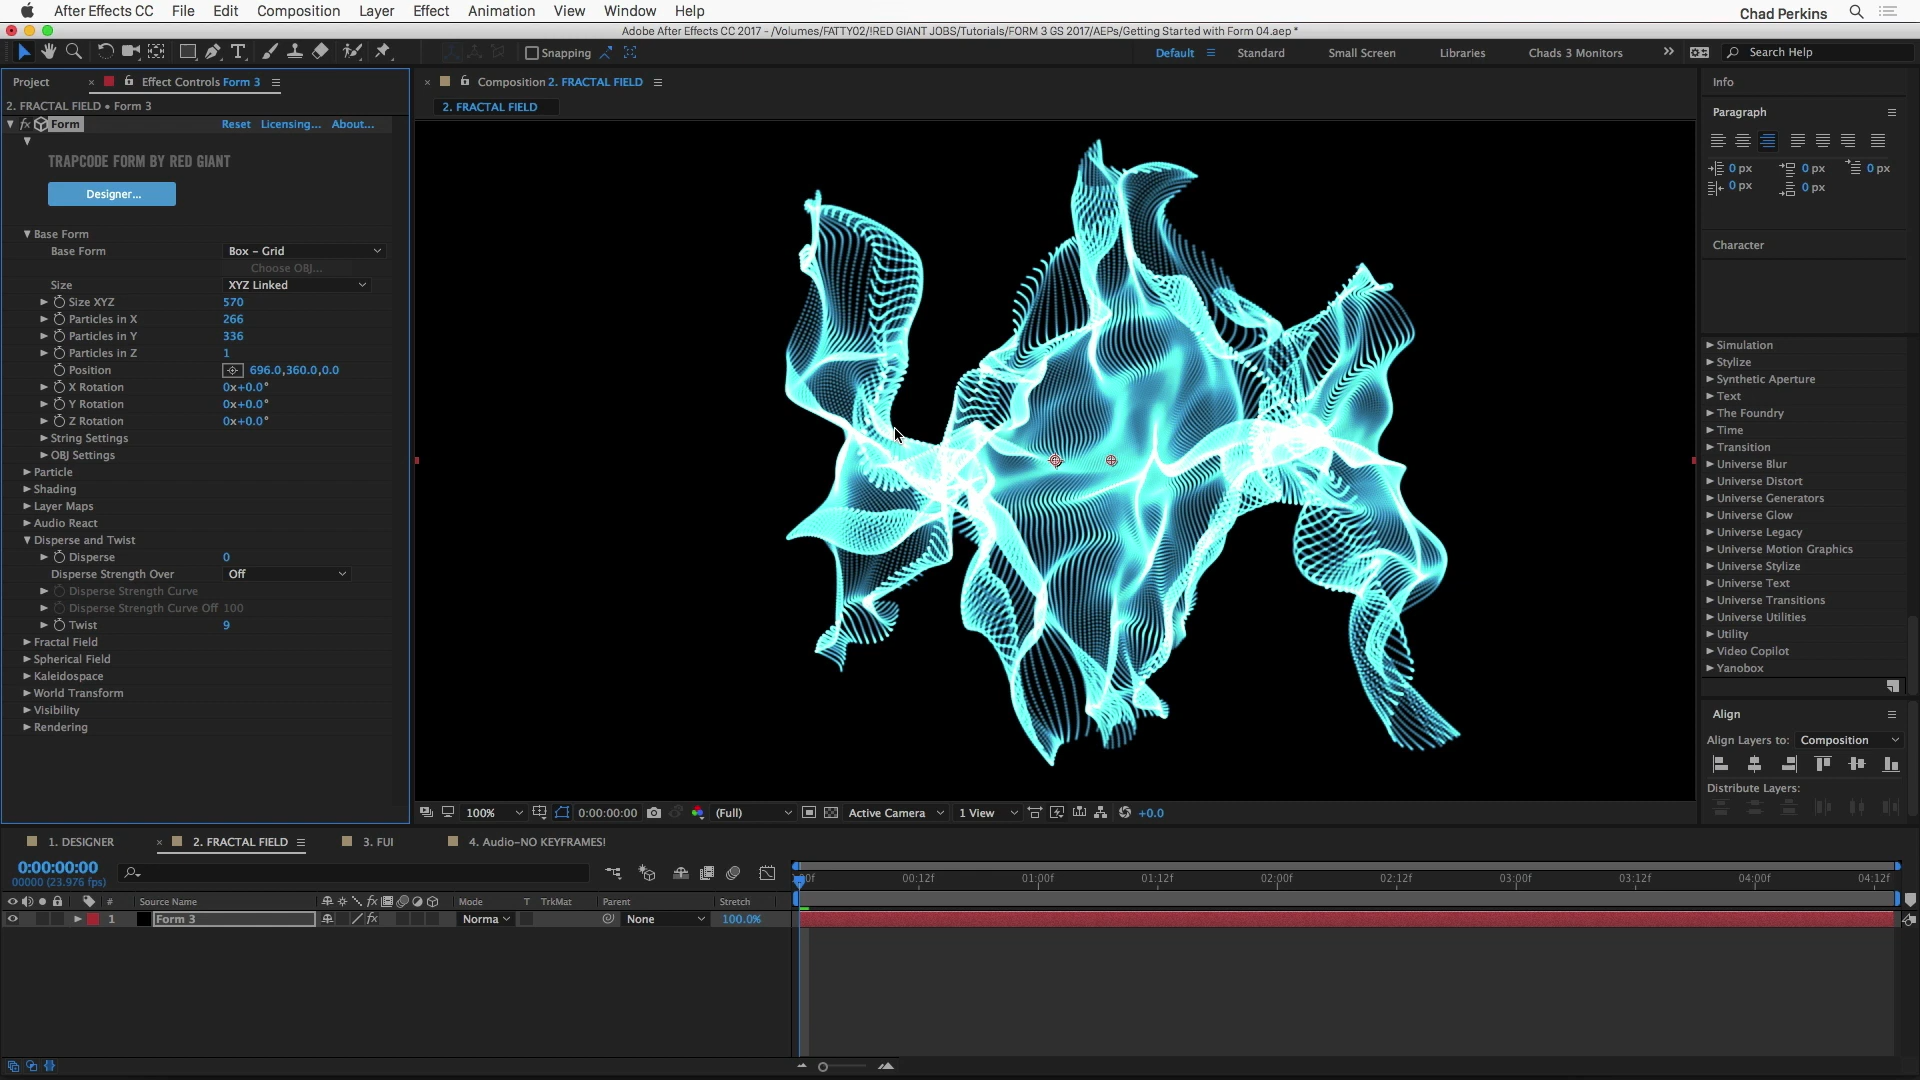 After Effects CC File Edit Composition Layer Effect Animation View Window Help Chad Perkins
Adobe After Effects CC 2017 - /Volumes/FATTY02/!RED GIANT JOBS/Tutorials/FORM 3 GS 2017/AEPs/Getting Started with Form 04.aep *
Snapping Default Standard Small Screen Libraries Chads 3 Monitors Search Help
Project Effect Controls Form 3
2. FRACTAL FIELD • Form 3
fx Form Reset Licensing... About...
TRAPCODE FORM BY RED GIANT
Designer...
Base Form
Base Form Box - Grid
Choose OBJ...
Size XYZ Linked
Size XYZ 570
Particles in X 266
Particles in Y 336
Particles in Z 1
Position 696.0,360.0,0.0
X Rotation 0x+0.0°
Y Rotation 0x+0.0°
Z Rotation 0x+0.0°
String Settings
OBJ Settings
Particle
Shading
Layer Maps
Audio React
Disperse and Twist
Disperse 0
Disperse Strength Over Off
Disperse Strength Curve
Disperse Strength Curve Off 100
Twist 9
Fractal Field
Spherical Field
Kaleidospace
World Transform
Visibility
Rendering
Composition 2. FRACTAL FIELD
2. FRACTAL FIELD
100% 0:00:00:00 (Full) Active Camera 1 View +0.0
Info
Paragraph
0 px 0 px 0 px
0 px 0 px
Character
Simulation
Stylize
Synthetic Aperture
Text
The Foundry
Time
Transition
Universe Blur
Universe Distort
Universe Generators
Universe Glow
Universe Legacy
Universe Motion Graphics
Universe Stylize
Universe Text
Universe Transitions
Universe Utilities
Utility
Video Copilot
Yanobox
Align
Align Layers to: Composition
Distribute Layers:
1. DESIGNER 2. FRACTAL FIELD 3. FUI 4. Audio-NO KEYFRAMES!
0:00:00:00
00000 (23.976 fps)
00f 00:12f 01:00f 01:12f 02:00f 02:12f 03:00f 03:12f 04:00f 04:12f
# Source Name fx Mode T TrkMat Parent Stretch
1 Form 3 fx Norma None 100.0%